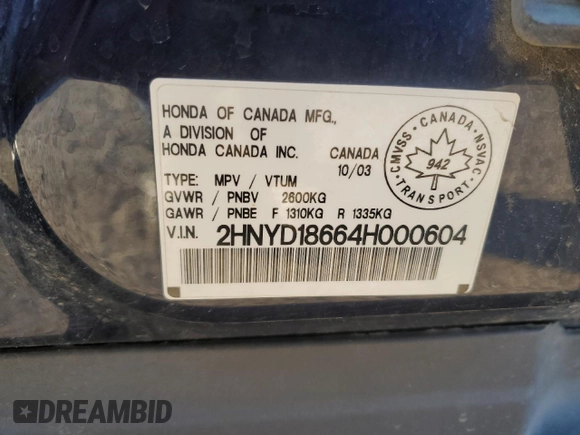 HONDA OF CANADA MFG.,
A DIVISION OF
HONDA CANADA INC. CANADA
10/03
TYPE: MPV / VTUM
GVWR / PNBV 2600KG
GAWR / PNBE F 1310KG R 1335KG
V.I.N. 2HNYD18664H000604
CMVSS • CANADA • NSVAC
942
TRANSPORT
DREAMBID